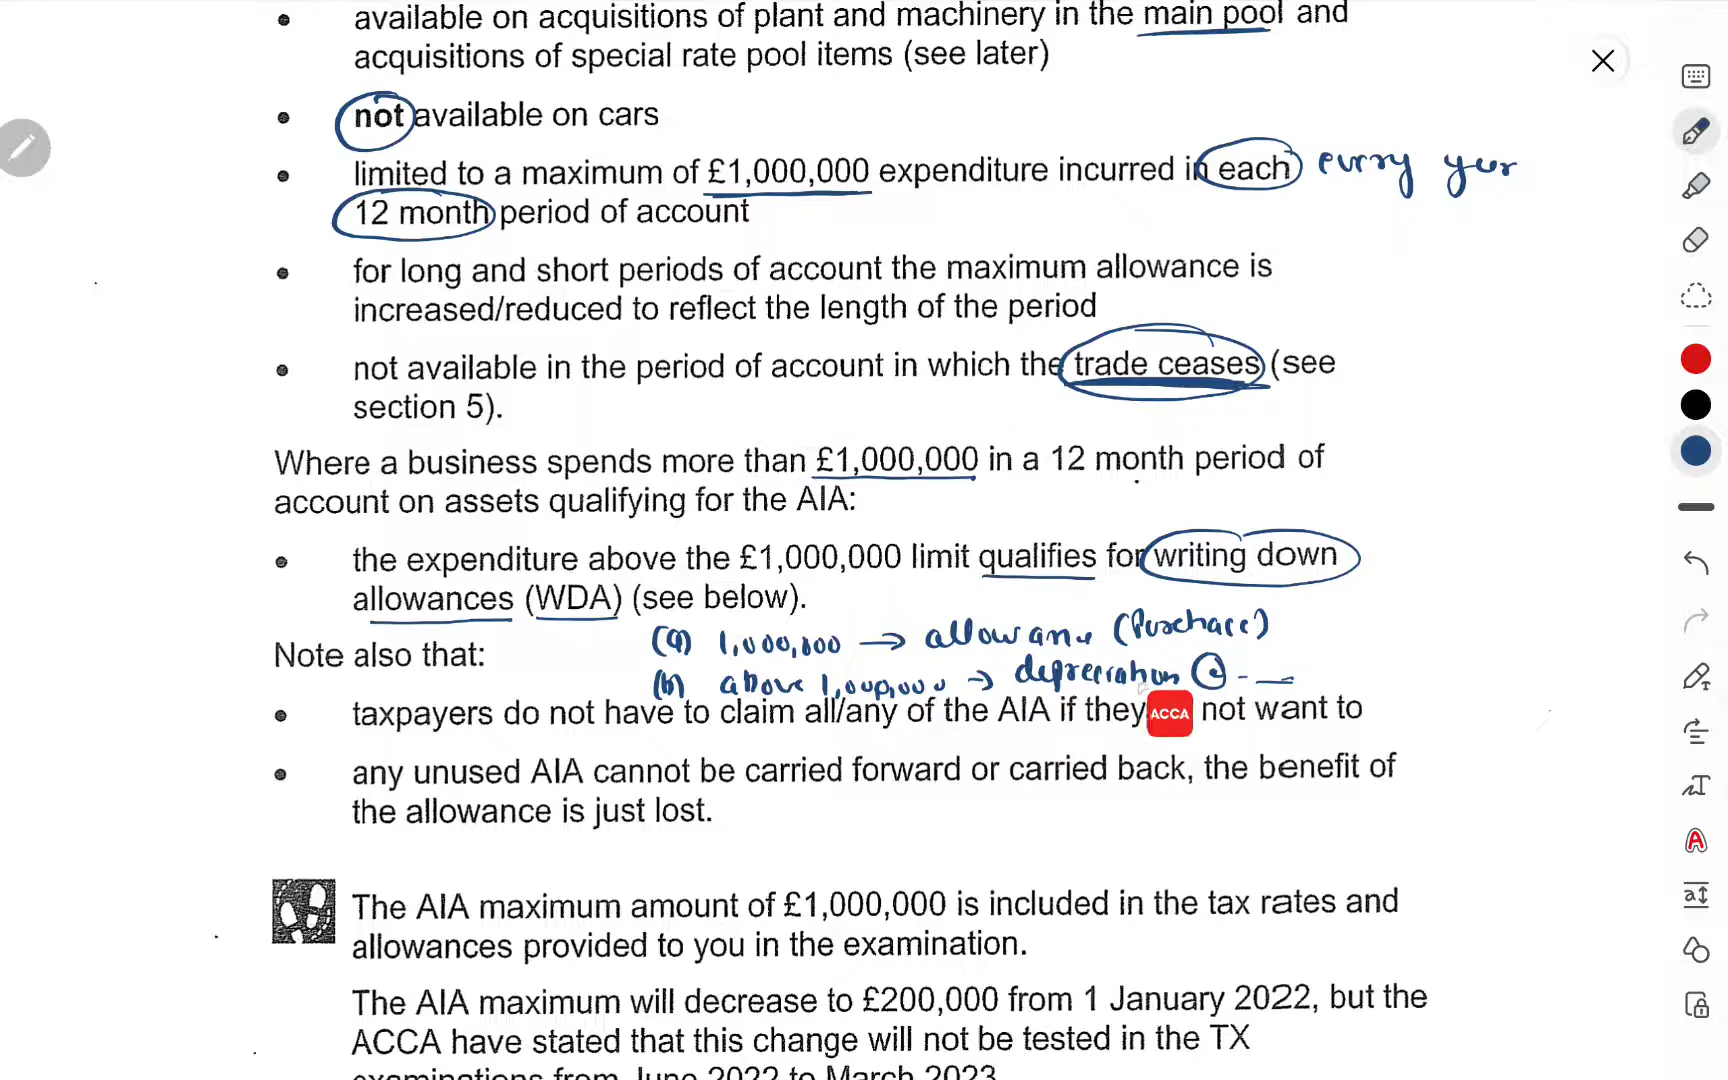 available on acquisitions of plant and machinery in the main pool and
acquisitions of special rate pool items (see later)
not available on cars
limited to a maximum of £1,000,000 expenditure incurred in each every year
12 month period of account
for long and short periods of account the maximum allowance is
increased/reduced to reflect the length of the period
not available in the period of account in which the trade ceases (see
section 5).
Where a business spends more than £1,000,000 in a 12 month period of
account on assets qualifying for the AIA:
the expenditure above the £1,000,000 limit qualifies for writing down
allowances (WDA) (see below).
(a) 1,000,000 → allowance (Purchase)
Note also that:
(b) above 1,000,000 → depreciation @ - —
taxpayers do not have to claim all/any of the AIA if they ACCA not want to
any unused AIA cannot be carried forward or carried back, the benefit of
the allowance is just lost.
The AIA maximum amount of £1,000,000 is included in the tax rates and
allowances provided to you in the examination.
The AIA maximum will decrease to £200,000 from 1 January 2022, but the
ACCA have stated that this change will not be tested in the TX
examinations from June 2022 to March 2023